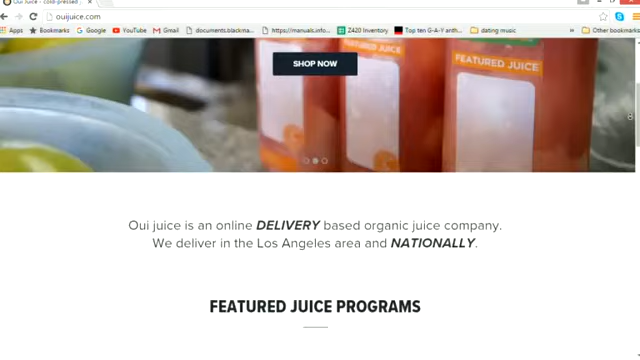 Oui Juice - cold-pressed
ouijuice.com
Apps Bookmarks Google YouTube Gmail documents.blackma... https://manuals.info... Z420 Inventory Top ten G-A-Y anth... dating music » Other bookmarks
FEATURED JUICE
FEATURED JUICE
SHOP NOW
Oui juice is an online DELIVERY based organic juice company.
We deliver in the Los Angeles area and NATIONALLY.
FEATURED JUICE PROGRAMS